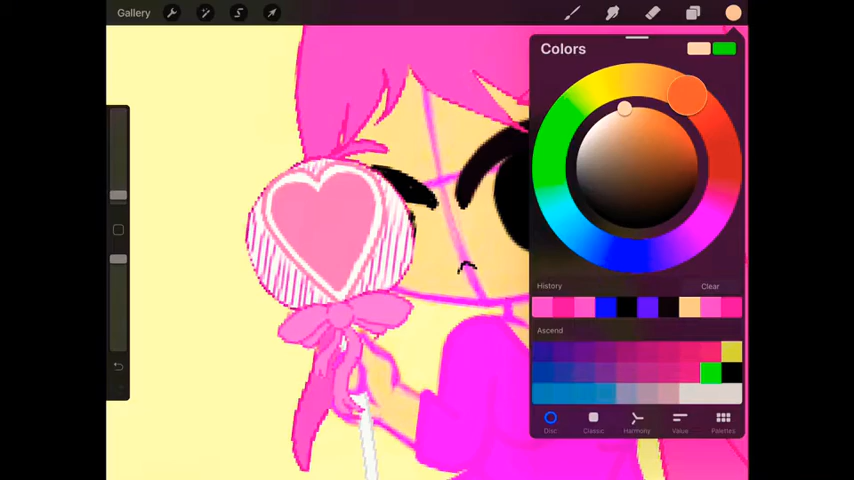 Gallery
Colors
History Clear
Ascend
Disc Classic Harmony Value Palettes